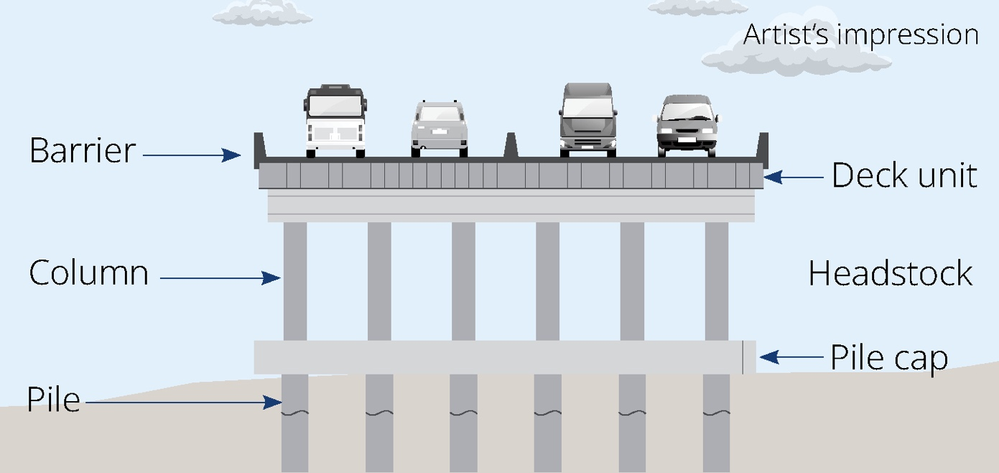 Artist's impression
Barrier
Deck unit
Column
Headstock
Pile cap
Pile